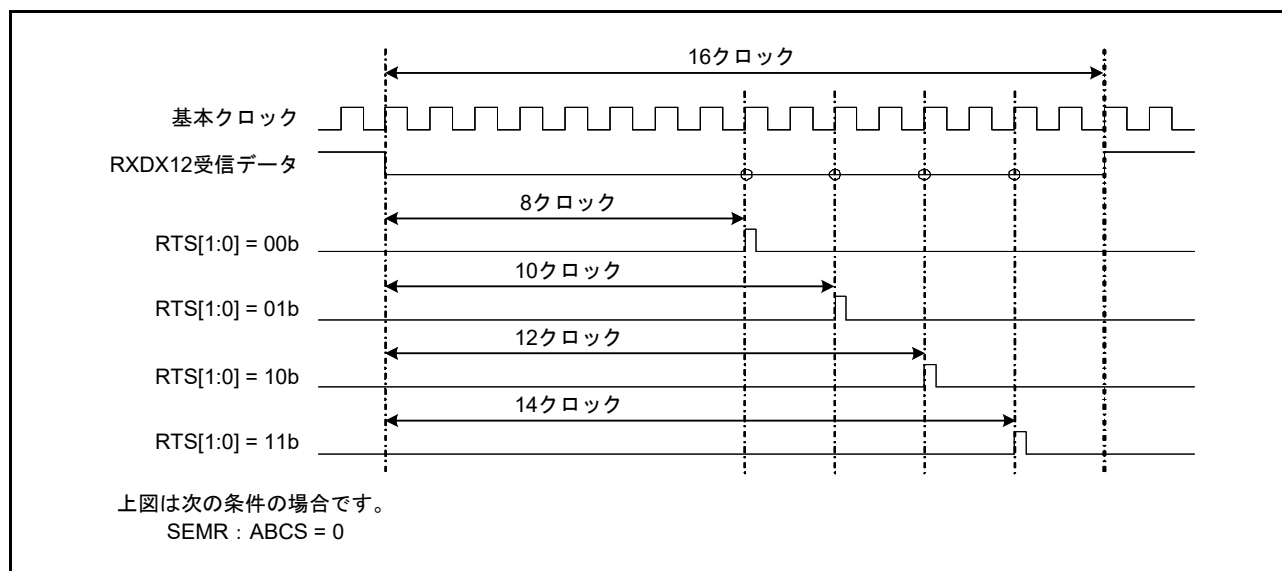 16クロック
基本クロック
RXDX12受信データ
8クロック
RTS[1:0] = 00b
10クロック
RTS[1:0] = 01b
12クロック
RTS[1:0] = 10b
14クロック
RTS[1:0] = 11b
上図は次の条件の場合です。
SEMR：ABCS = 0